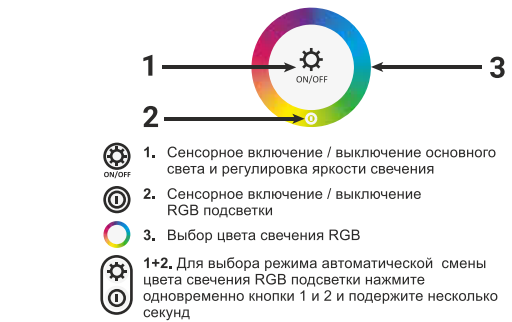 1
ON/OFF
3
2
ON/OFF
1. Сенсорное включение / выключение основного
света и регулировка яркости свечения
2. Сенсорное включение / выключение
RGB подсветки
3. Выбор цвета свечения RGB
1+2. Для выбора режима автоматической смены
цвета свечения RGB подсветки нажмите
одновременно кнопки 1 и 2 и подержите несколько
секунд